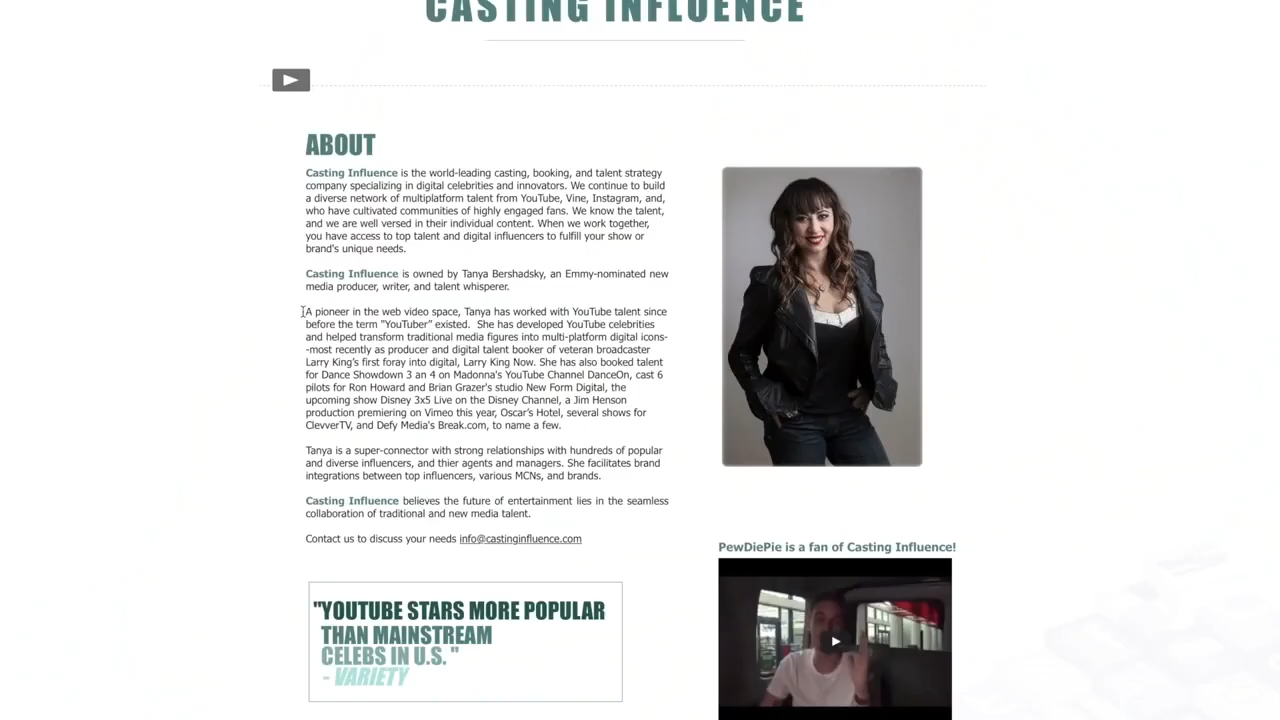 CASTING INFLUENCE
ABOUT
Casting Influence is the world-leading casting, booking, and talent strategy
company specializing in digital celebrities and innovators. We continue to build
a diverse network of multiplatform talent from YouTube, Vine, Instagram, and,
who have cultivated communities of highly engaged fans. We know the talent,
and we are well versed in their individual content. When we work together,
you have access to top talent and digital influencers to fulfill your show or
brand's unique needs.
Casting Influence is owned by Tanya Bershadsky, an Emmy-nominated new
media producer, writer, and talent whisperer.
A pioneer in the web video space, Tanya has worked with YouTube talent since
before the term "YouTuber" existed. She has developed YouTube celebrities
and helped transform traditional media figures into multi-platform digital icons-
-most recently as producer and digital talent booker of veteran broadcaster
Larry King's first foray into digital, Larry King Now. She has also booked talent
for Dance Showdown 3 an 4 on Madonna's YouTube Channel DanceOn, cast 6
pilots for Ron Howard and Brian Grazer's studio New Form Digital, the
upcoming show Disney 3x5 Live on the Disney Channel, a Jim Henson
production premiering on Vimeo this year, Oscar's Hotel, several shows for
ClevverTV, and Defy Media's Break.com, to name a few.
Tanya is a super-connector with strong relationships with hundreds of popular
and diverse influencers, and thier agents and managers. She facilitates brand
integrations between top influencers, various MCNs, and brands.
Casting Influence believes the future of entertainment lies in the seamless
collaboration of traditional and new media talent.
Contact us to discuss your needs info@castinginfluence.com
PewDiePie is a fan of Casting Influence!
"YOUTUBE STARS MORE POPULAR
THAN MAINSTREAM
CELEBS IN U.S. "
- VARIETY